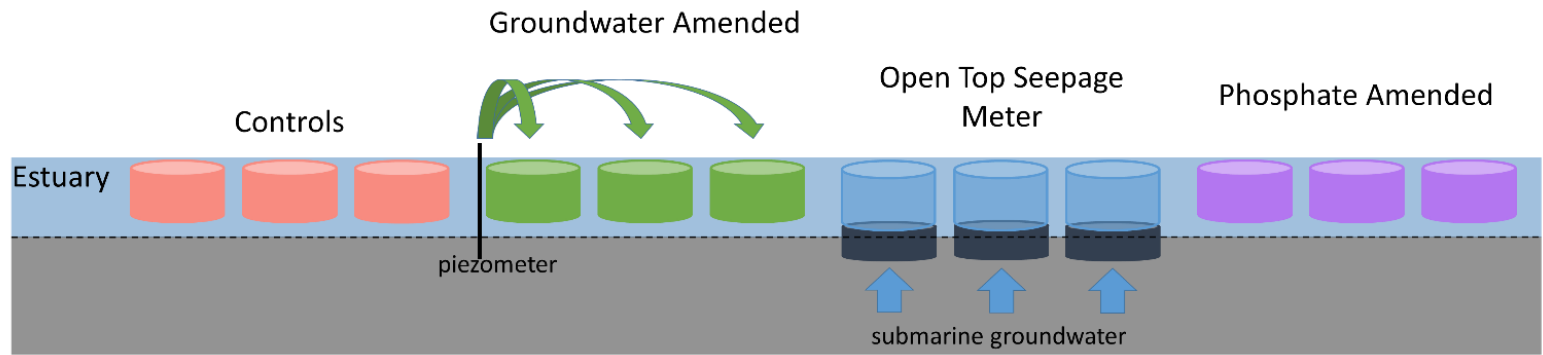 Groundwater Amended
Open Top Seepage
Meter
Phosphate Amended
Controls
Estuary
piezometer
submarine groundwater